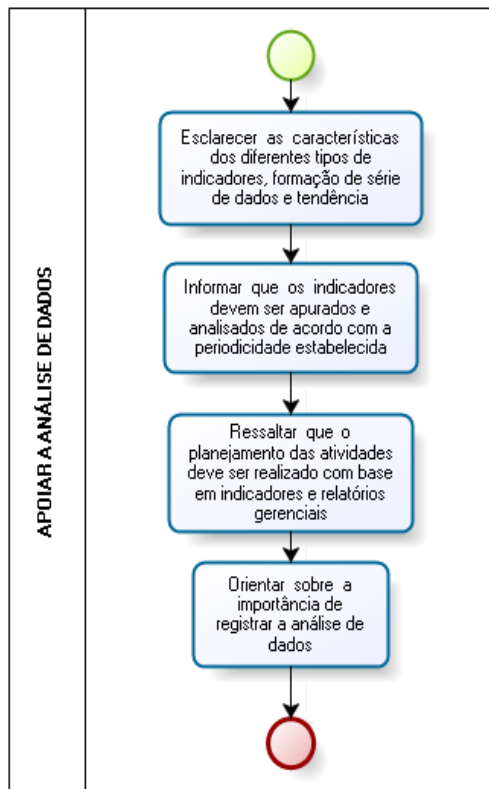 APOIAR A ANÁLISE DE DADOS
Esclarecer as características
dos diferentes tipos de
indicadores, formação de série
de dados e tendência
Informar que os indicadores
devem ser apurados e
analisados de acordo com a
periodicidade estabelecida
Ressaltar que o
planejamento das atividades
deve ser realizado com base
em indicadores e relatórios
gerenciais
Orientar sobre a
importância de
registrar a análise de
dados